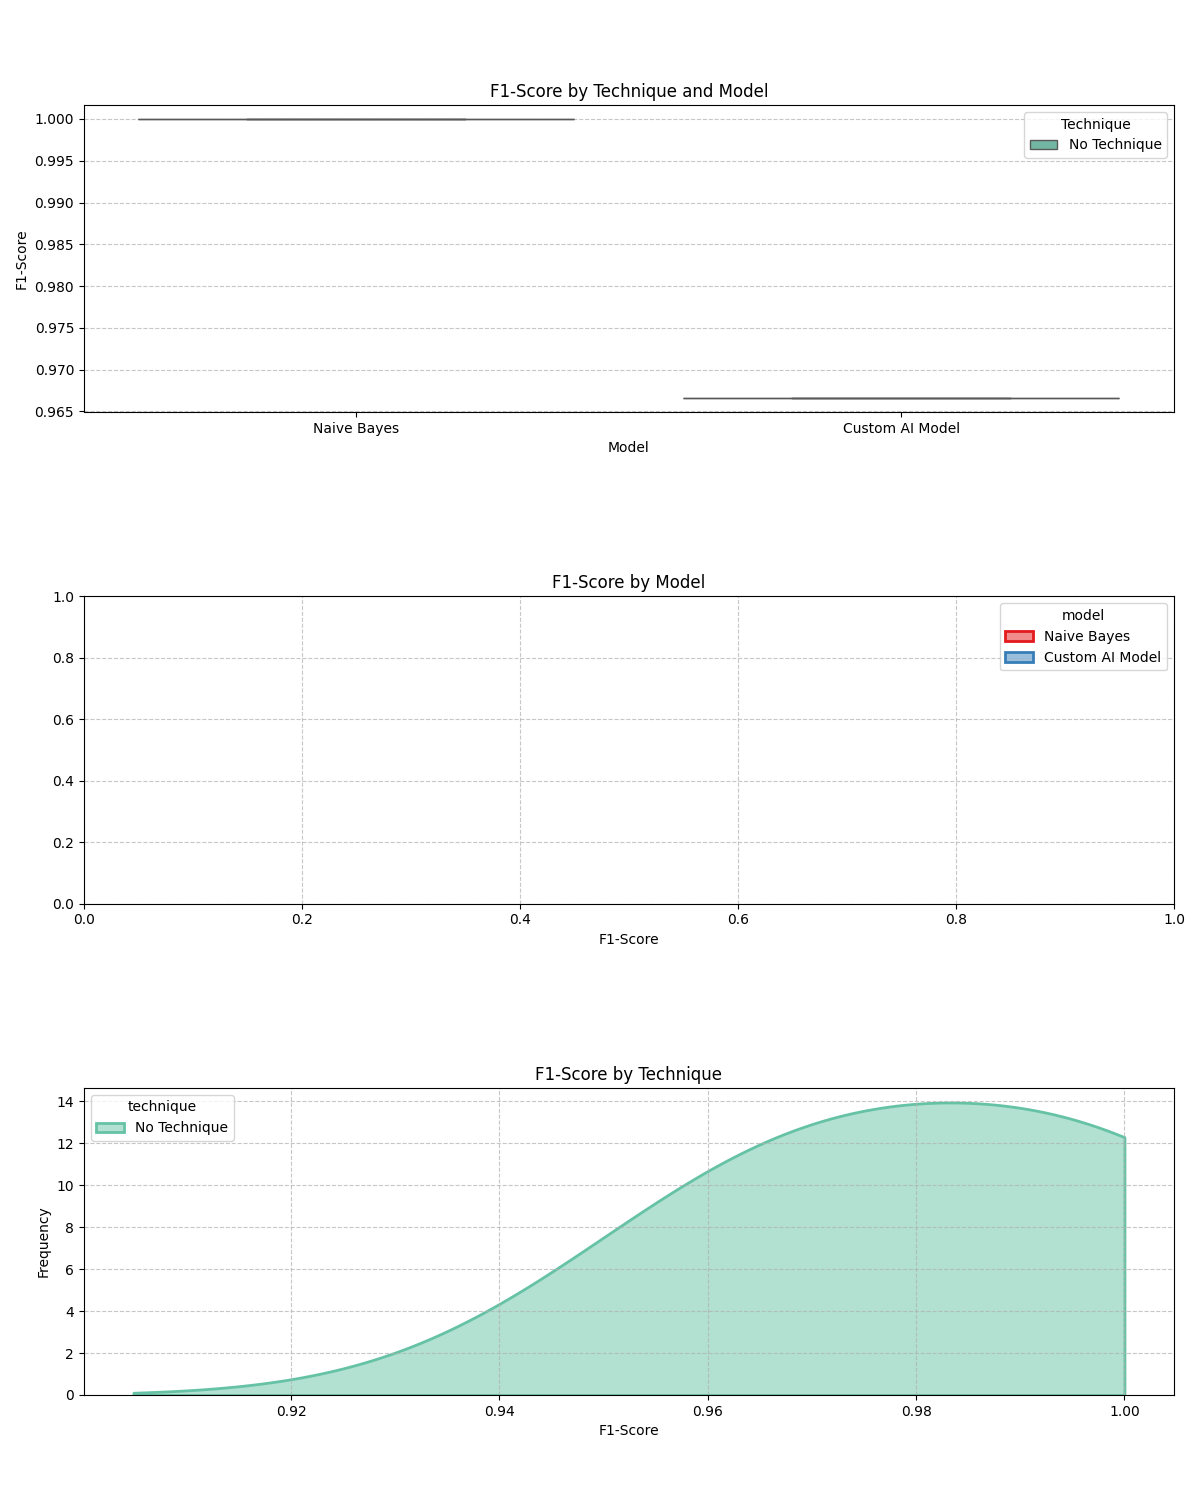 F1-Score by Technique and Model
1.000
0.995
0.990
0.985
0.980
0.975
0.970
0.965
F1-Score
Technique
No Technique
Naive Bayes
Custom AI Model
Model
F1-Score by Model
1.0
0.8
0.6
0.4
0.2
0.0
model
Naive Bayes
Custom AI Model
0.0
0.2
0.4
0.6
0.8
1.0
F1-Score
F1-Score by Technique
14
12
10
8
6
4
2
0
Frequency
technique
No Technique
0.92
0.94
0.96
0.98
1.00
F1-Score